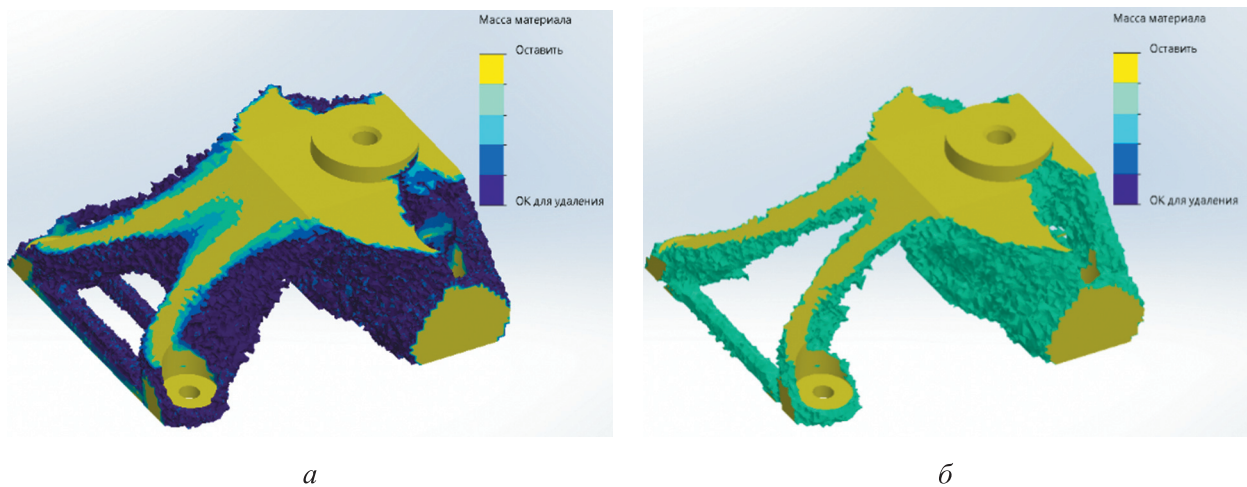 Масса материала
Оставить
ОК для удаления
Масса материала
Оставить
ОК для удаления
а
б